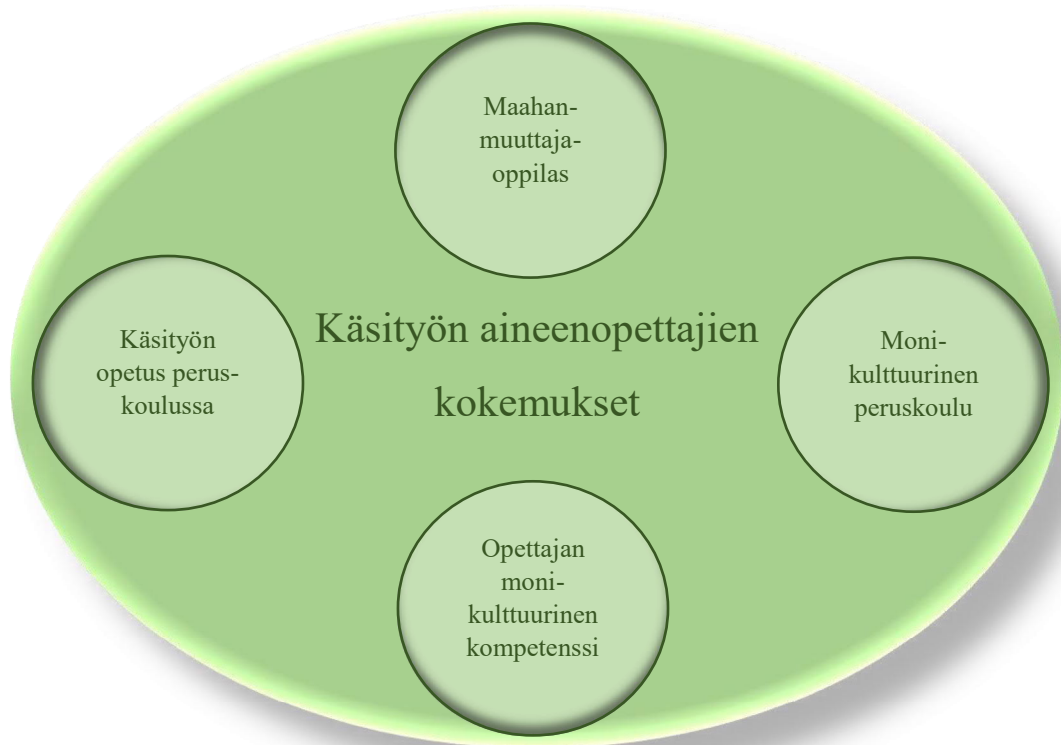 Maahan-
muuttaja-
oppilas
Käsityön aineenopettajien
kokemukset
Käsityön
opetus perus-
koulussa
Moni-
kulttuurinen
peruskoulu
Opettajan
moni-
kulttuurinen
kompetenssi